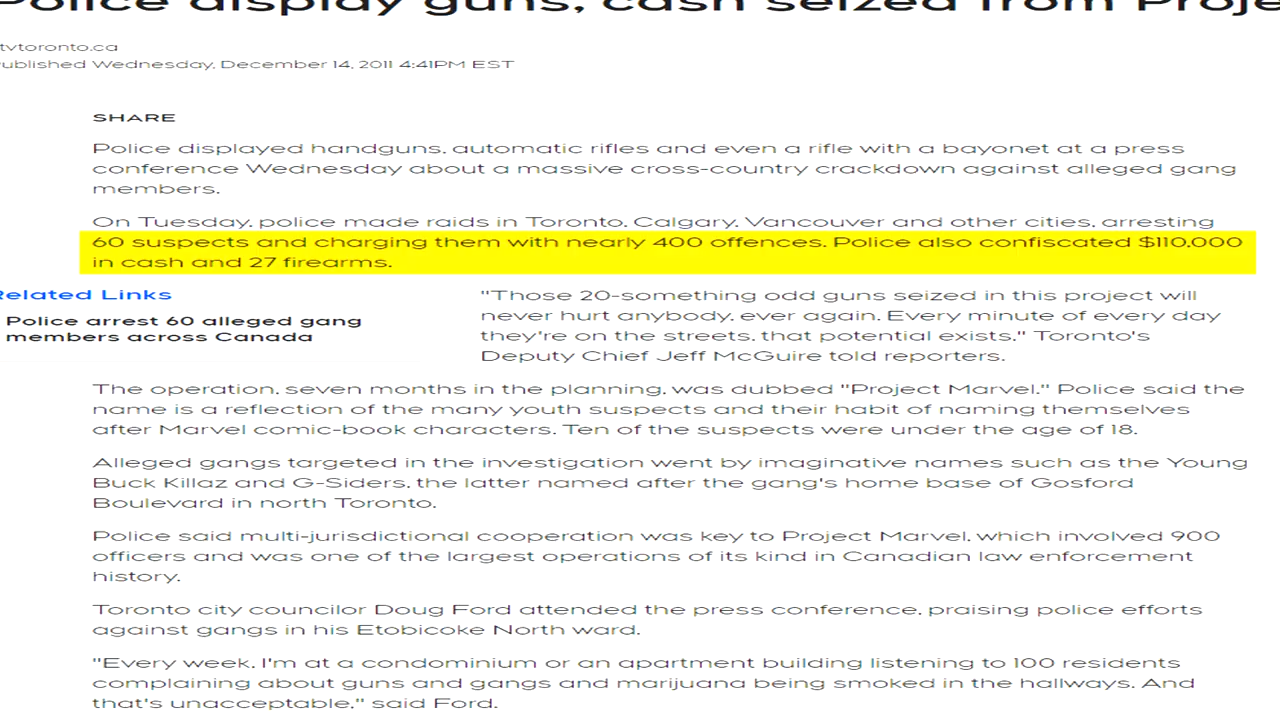 Police display guns, cash seized from Proje
tvtoronto.ca
ublished Wednesday, December 14, 2011 4:41PM EST
SHARE
Police displayed handguns, automatic rifles and even a rifle with a bayonet at a press
conference Wednesday about a massive cross-country crackdown against alleged gang
members.
On Tuesday, police made raids in Toronto, Calgary, Vancouver and other cities, arresting
60 suspects and charging them with nearly 400 offences. Police also confiscated $110,000
in cash and 27 firearms.
Related Links
Police arrest 60 alleged gang
members across Canada
"Those 20-something odd guns seized in this project will
never hurt anybody, ever again. Every minute of every day
they're on the streets, that potential exists," Toronto's
Deputy Chief Jeff McGuire told reporters.
The operation, seven months in the planning, was dubbed "Project Marvel." Police said the
name is a reflection of the many youth suspects and their habit of naming themselves
after Marvel comic-book characters. Ten of the suspects were under the age of 18.
Alleged gangs targeted in the investigation went by imaginative names such as the Young
Buck Killaz and G-Siders, the latter named after the gang's home base of Gosford
Boulevard in north Toronto.
Police said multi-jurisdictional cooperation was key to Project Marvel, which involved 900
officers and was one of the largest operations of its kind in Canadian law enforcement
history.
Toronto city councilor Doug Ford attended the press conference, praising police efforts
against gangs in his Etobicoke North ward.
"Every week, I'm at a condominium or an apartment building listening to 100 residents
complaining about guns and gangs and marijuana being smoked in the hallways. And
that's unacceptable," said Ford.